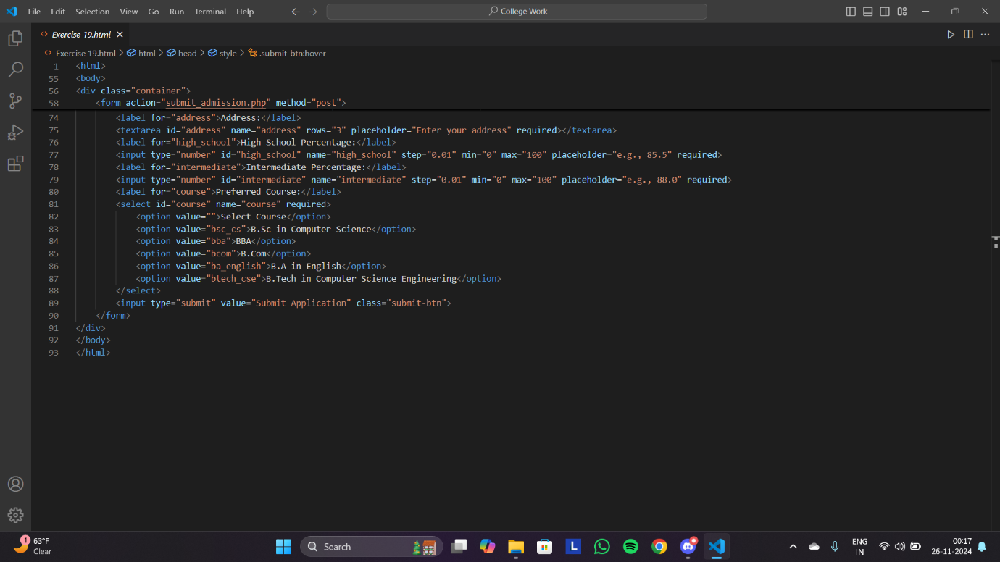 File Edit Selection View Go Run Terminal Help
College Work
Exercise 19.html
Exercise 19.html > html > head > style > .submit-btn:hover
1 <html>
55 <body>
56 <div class="container">
58 <form action="submit_admission.php" method="post">
74 <label for="address">Address:</label>
75 <textarea id="address" name="address" rows="3" placeholder="Enter your address" required></textarea>
76 <label for="high_school">High School Percentage:</label>
77 <input type="number" id="high_school" name="high_school" step="0.01" min="0" max="100" placeholder="e.g., 85.5" required>
78 <label for="intermediate">Intermediate Percentage:</label>
79 <input type="number" id="intermediate" name="intermediate" step="0.01" min="0" max="100" placeholder="e.g., 88.0" required>
80 <label for="course">Preferred Course:</label>
81 <select id="course" name="course" required>
82 <option value="">Select Course</option>
83 <option value="bsc_cs">B.Sc in Computer Science</option>
84 <option value="bba">BBA</option>
85 <option value="bcom">B.Com</option>
86 <option value="ba_english">B.A in English</option>
87 <option value="btech_cse">B.Tech in Computer Science Engineering</option>
88 </select>
89 <input type="submit" value="Submit Application" class="submit-btn">
90 </form>
91 </div>
92 </body>
93 </html>
1
63°F
Clear
Search
L
ENG
IN
00:17
26-11-2024